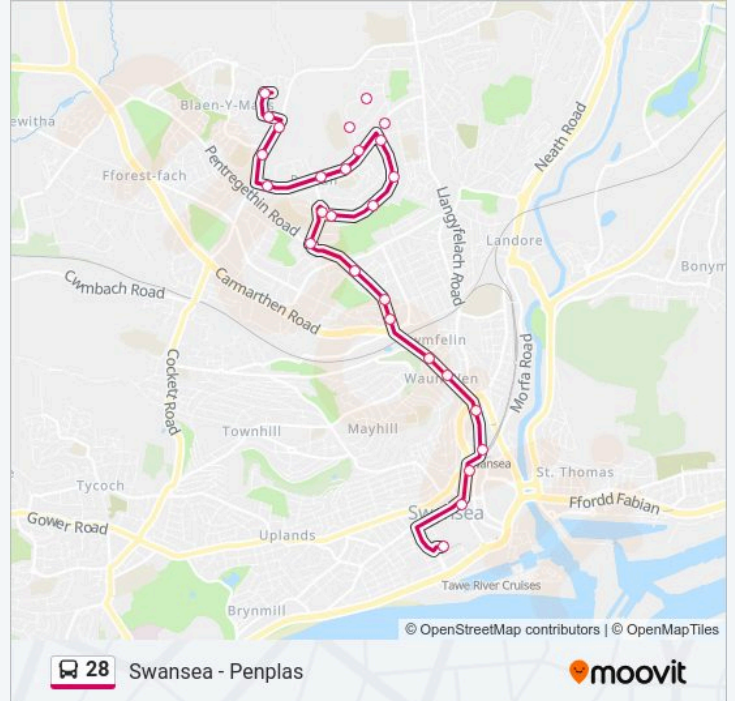 Blaen-Y-Maes
ewitha
Fforest-fach
Pentregethin Road
Neath Road
Llangyfelach Road
Landore
Bonym
Cwmbach Road
Carmarthen Road
Cockett Road
wmfelin
Morfa Road
Townhill
Mayhill
St. Thomas
Tycoch
Swansea
Ffordd Fabian
Gower Road
Uplands
Tawe River Cruises
Brynmill
© OpenStreetMap contributors | © OpenMapTiles
28 Swansea - Penplas
moovit